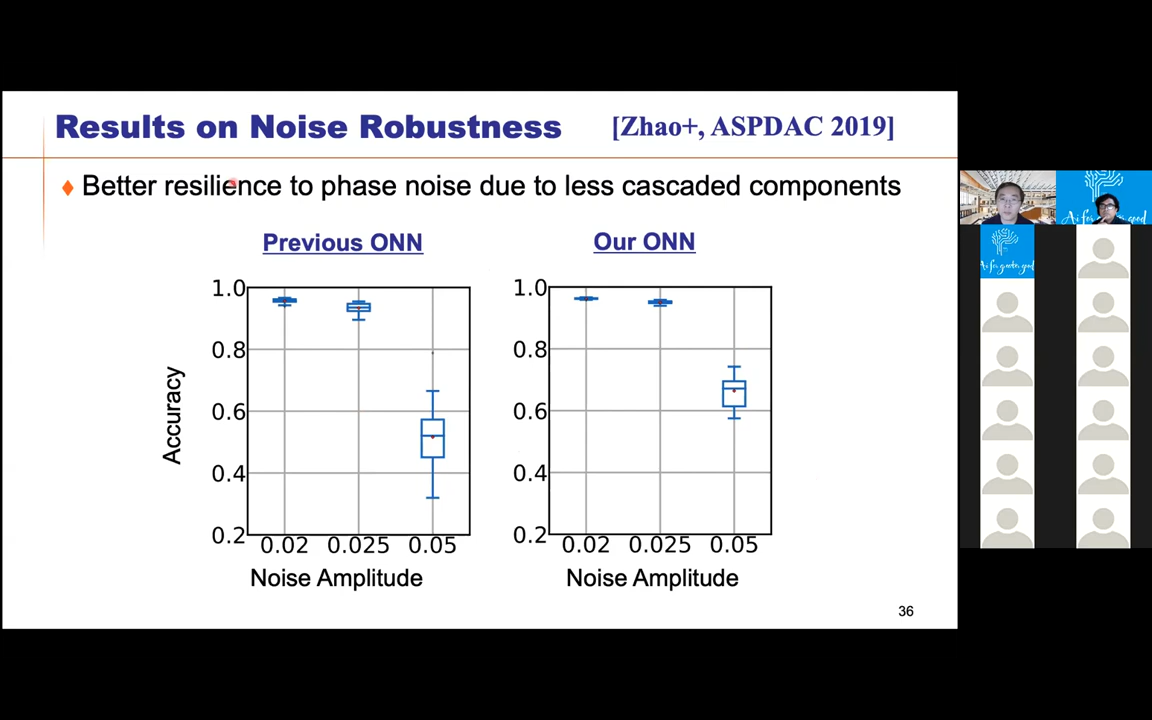 Results on Noise Robustness [Zhao+, ASPDAC 2019]
Better resilience to phase noise due to less cascaded components
Previous ONN
Our ONN
Accuracy
1.0
0.8
0.6
0.4
0.2
0.02 0.025 0.05
Noise Amplitude
1.0
0.8
0.6
0.4
0.2
0.02 0.025 0.05
Noise Amplitude
36
AI for good